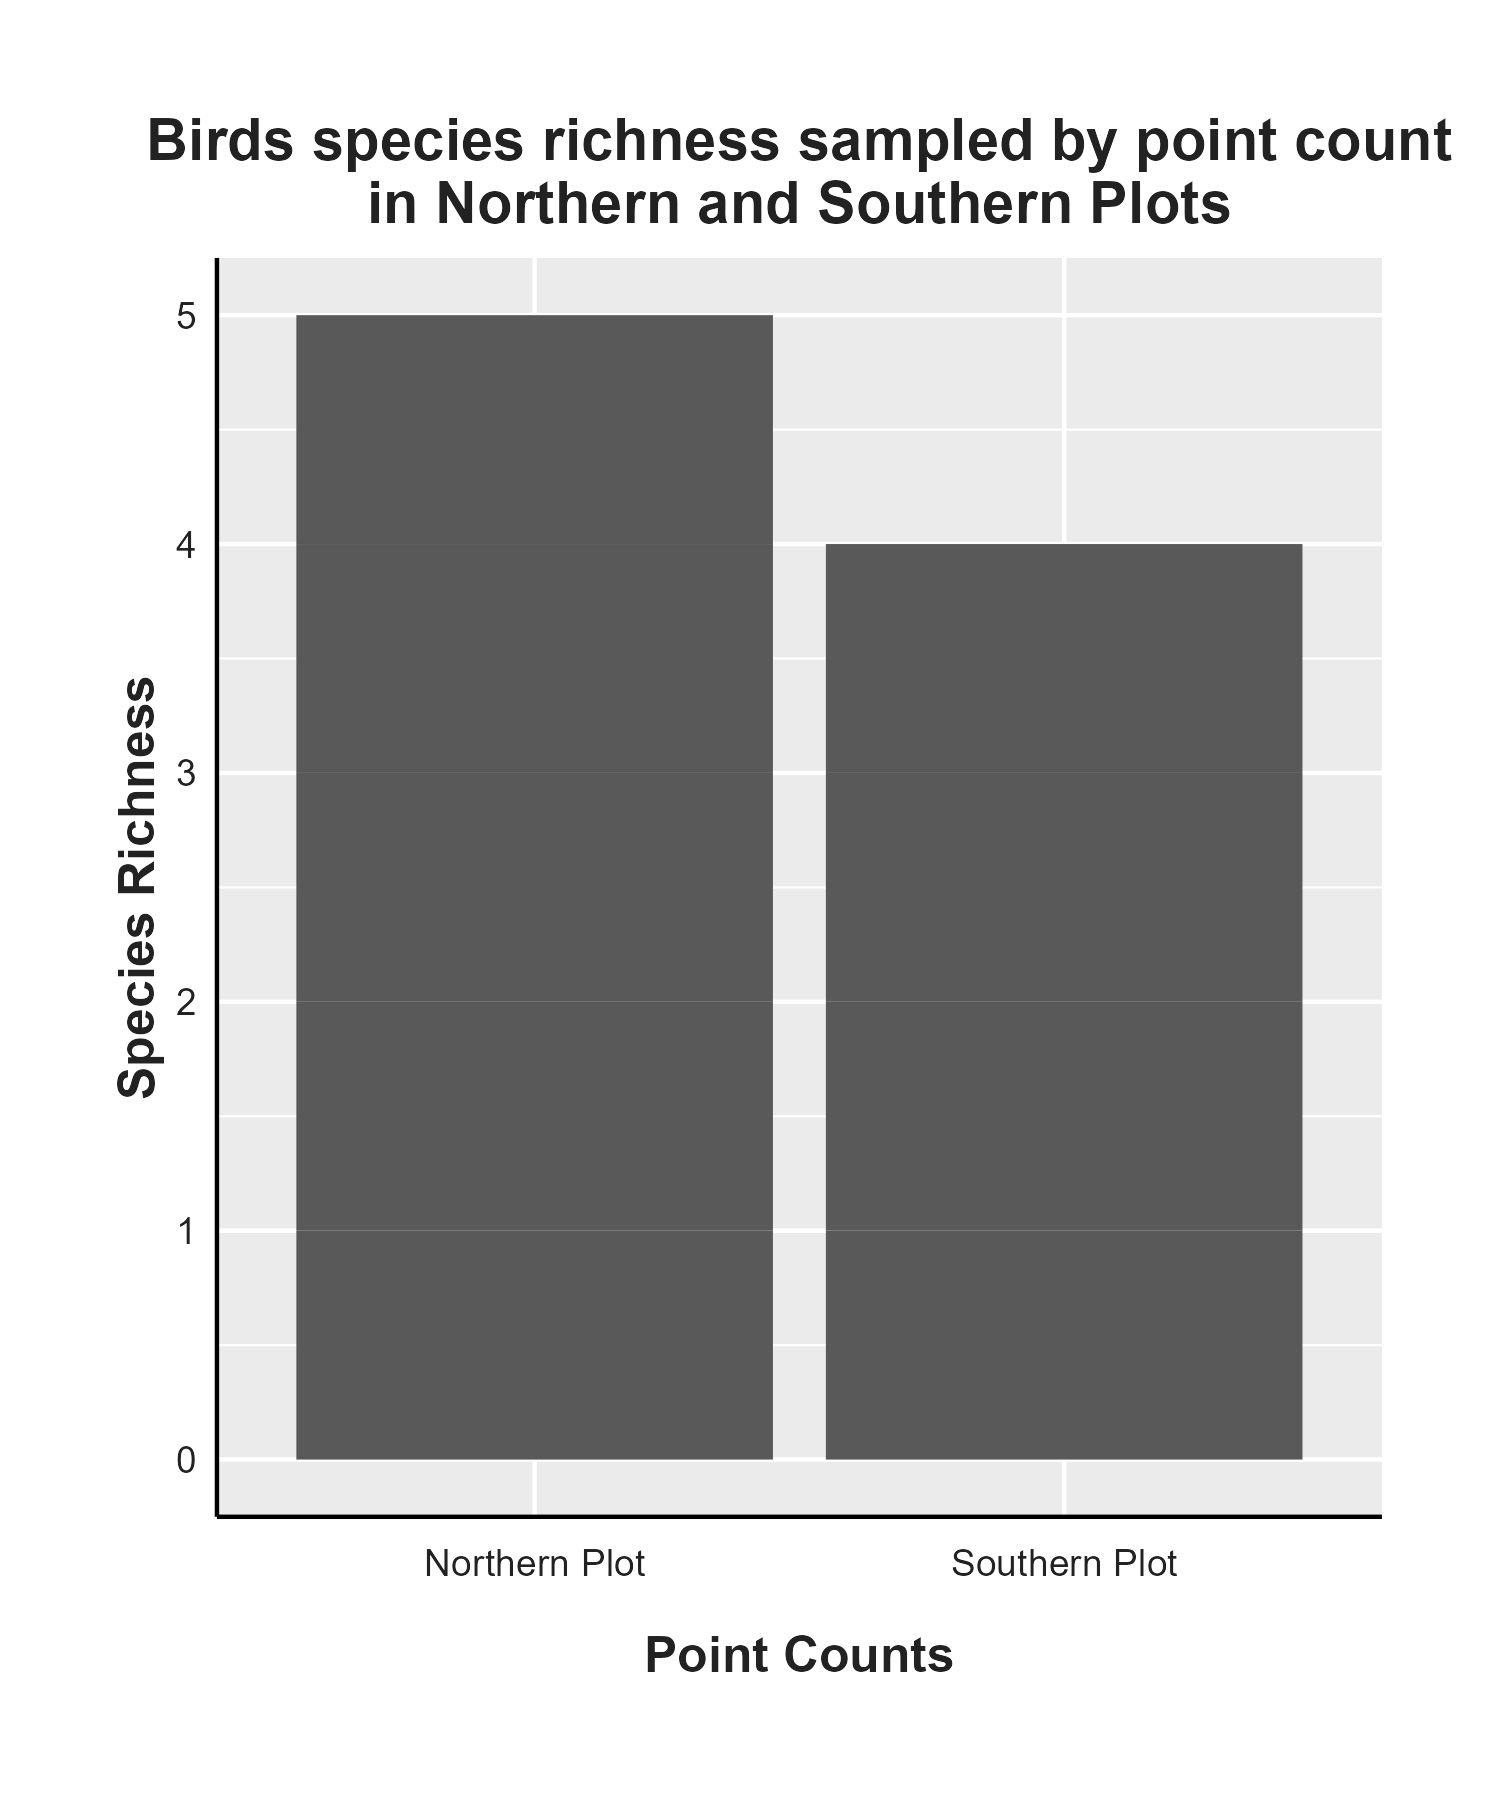 Birds species richness sampled by point count
in Northern and Southern Plots
Species Richness
5
4
3
2
1
0
Northern Plot
Southern Plot
Point Counts